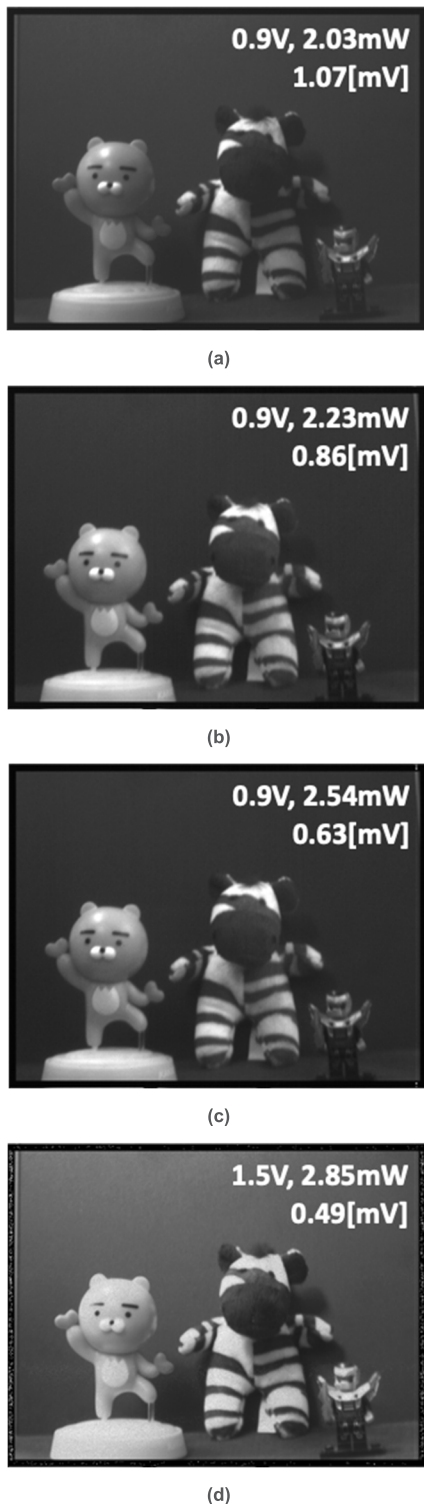 0.9V, 2.03mW
1.07[mV]
(a)
0.9V, 2.23mW
0.86[mV]
(b)
0.9V, 2.54mW
0.63[mV]
(c)
1.5V, 2.85mW
0.49[mV]
(d)